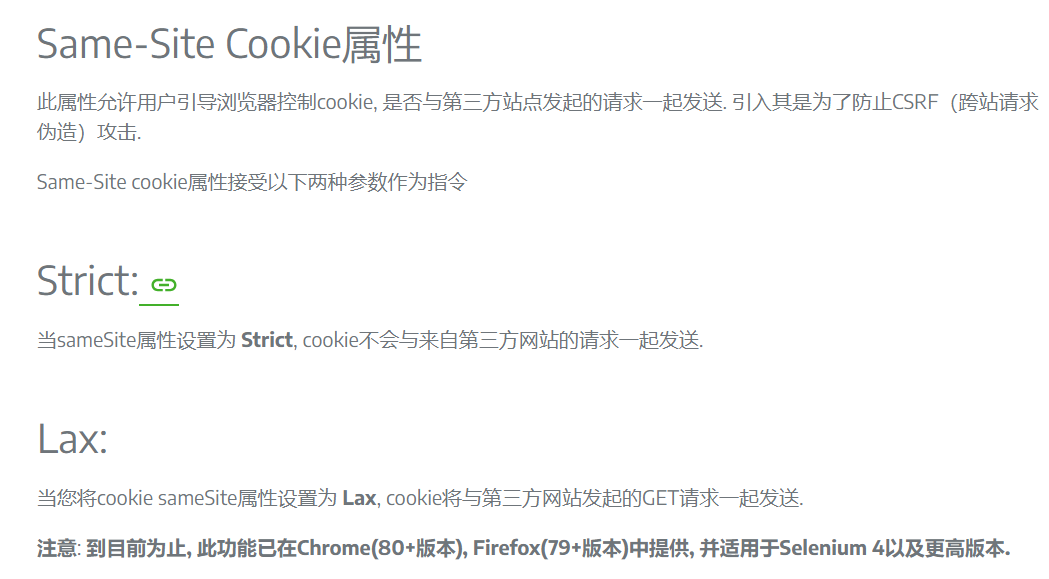 Same-Site Cookie属性
此属性允许用户引导浏览器控制cookie, 是否与第三方站点发起的请求一起发送. 引入其是为了防止CSRF（跨站请求
伪造）攻击.
Same-Site cookie属性接受以下两种参数作为指令
Strict:
当sameSite属性设置为 Strict, cookie不会与来自第三方网站的请求一起发送.
Lax:
当您将cookie sameSite属性设置为 Lax, cookie将与第三方网站发起的GET请求一起发送.
注意: 到目前为止, 此功能已在Chrome(80+版本), Firefox(79+版本)中提供, 并适用于Selenium 4以及更高版本.